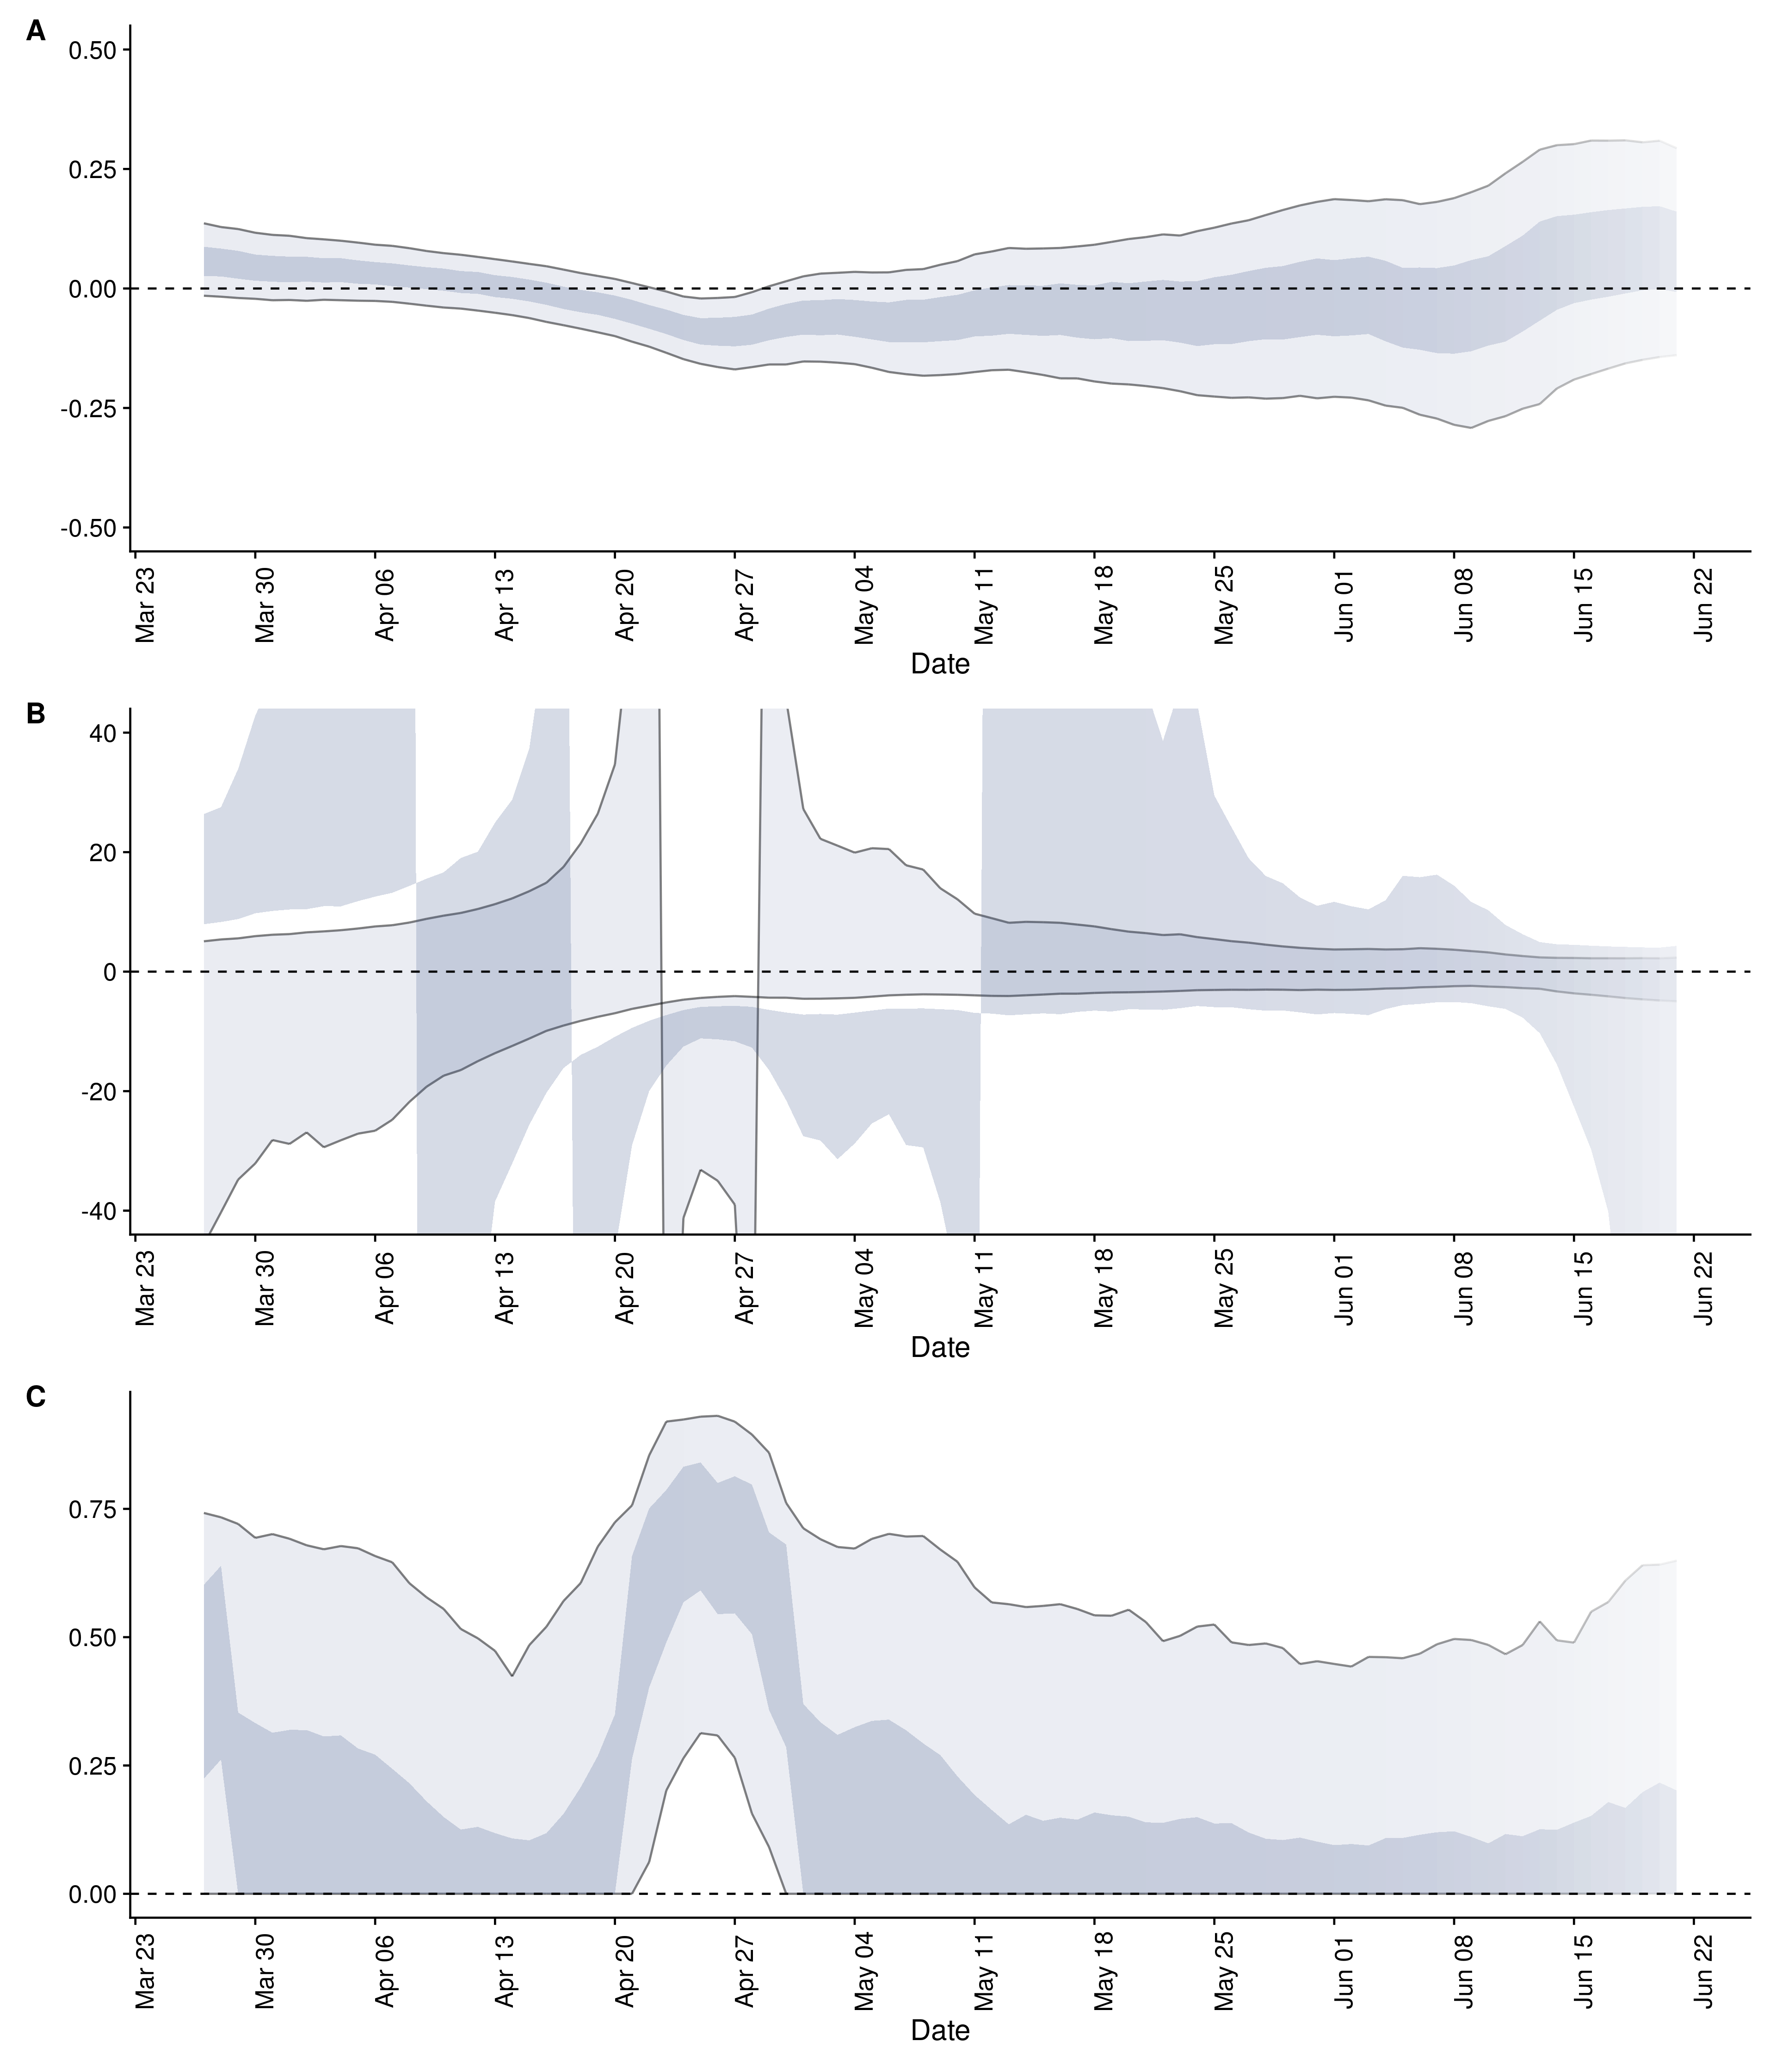 A
0.50
0.25
0.00
-0.25
-0.50
Mar 23
Mar 30
Apr 06
Apr 13
Apr 20
Apr 27
May 04
May 11
May 18
May 25
Jun 01
Jun 08
Jun 15
Jun 22
Date
B
40
20
0
-20
-40
Mar 23
Mar 30
Apr 06
Apr 13
Apr 20
Apr 27
May 04
May 11
May 18
May 25
Jun 01
Jun 08
Jun 15
Jun 22
Date
C
0.75
0.50
0.25
0.00
Mar 23
Mar 30
Apr 06
Apr 13
Apr 20
Apr 27
May 04
May 11
May 18
May 25
Jun 01
Jun 08
Jun 15
Jun 22
Date